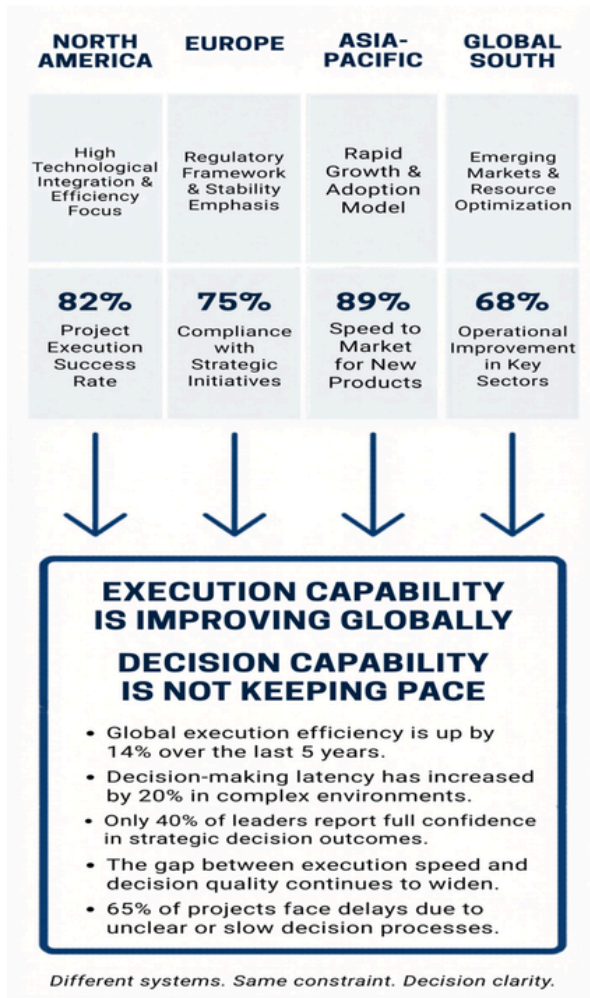 NORTH
AMERICA
EUROPE
ASIA-
PACIFIC
GLOBAL
SOUTH
High
Technological
Integration &
Efficiency
Focus
Regulatory
Framework
& Stability
Emphasis
Rapid
Growth &
Adoption
Model
Emerging
Markets &
Resource
Optimization
82%
Project
Execution
Success
Rate
75%
Compliance
with
Strategic
Initiatives
89%
Speed to
Market
for New
Products
68%
Operational
Improvement
in Key
Sectors
EXECUTION CAPABILITY
IS IMPROVING GLOBALLY
DECISION CAPABILITY
IS NOT KEEPING PACE
• Global execution efficiency is up by
14% over the last 5 years.
• Decision-making latency has increased
by 20% in complex environments.
• Only 40% of leaders report full confidence
in strategic decision outcomes.
• The gap between execution speed and
decision quality continues to widen.
• 65% of projects face delays due to
unclear or slow decision processes.
Different systems. Same constraint. Decision clarity.